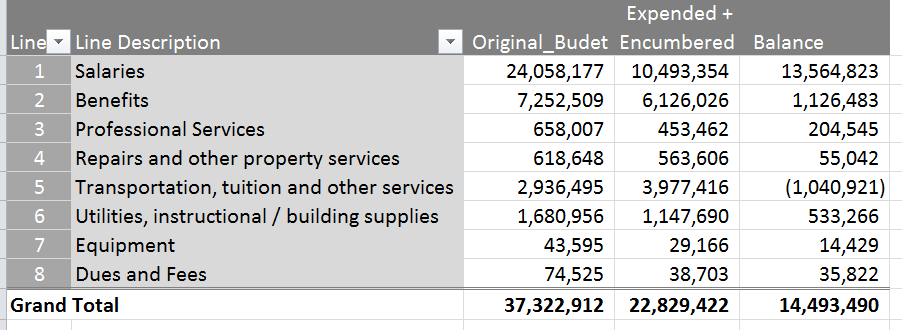 Expended +
Line Line Description Original_Budet Encumbered Balance
1 Salaries 24,058,177 10,493,354 13,564,823
2 Benefits 7,252,509 6,126,026 1,126,483
3 Professional Services 658,007 453,462 204,545
4 Repairs and other property services 618,648 563,606 55,042
5 Transportation, tuition and other services 2,936,495 3,977,416 (1,040,921)
6 Utilities, instructional / building supplies 1,680,956 1,147,690 533,266
7 Equipment 43,595 29,166 14,429
8 Dues and Fees 74,525 38,703 35,822
Grand Total 37,322,912 22,829,422 14,493,490